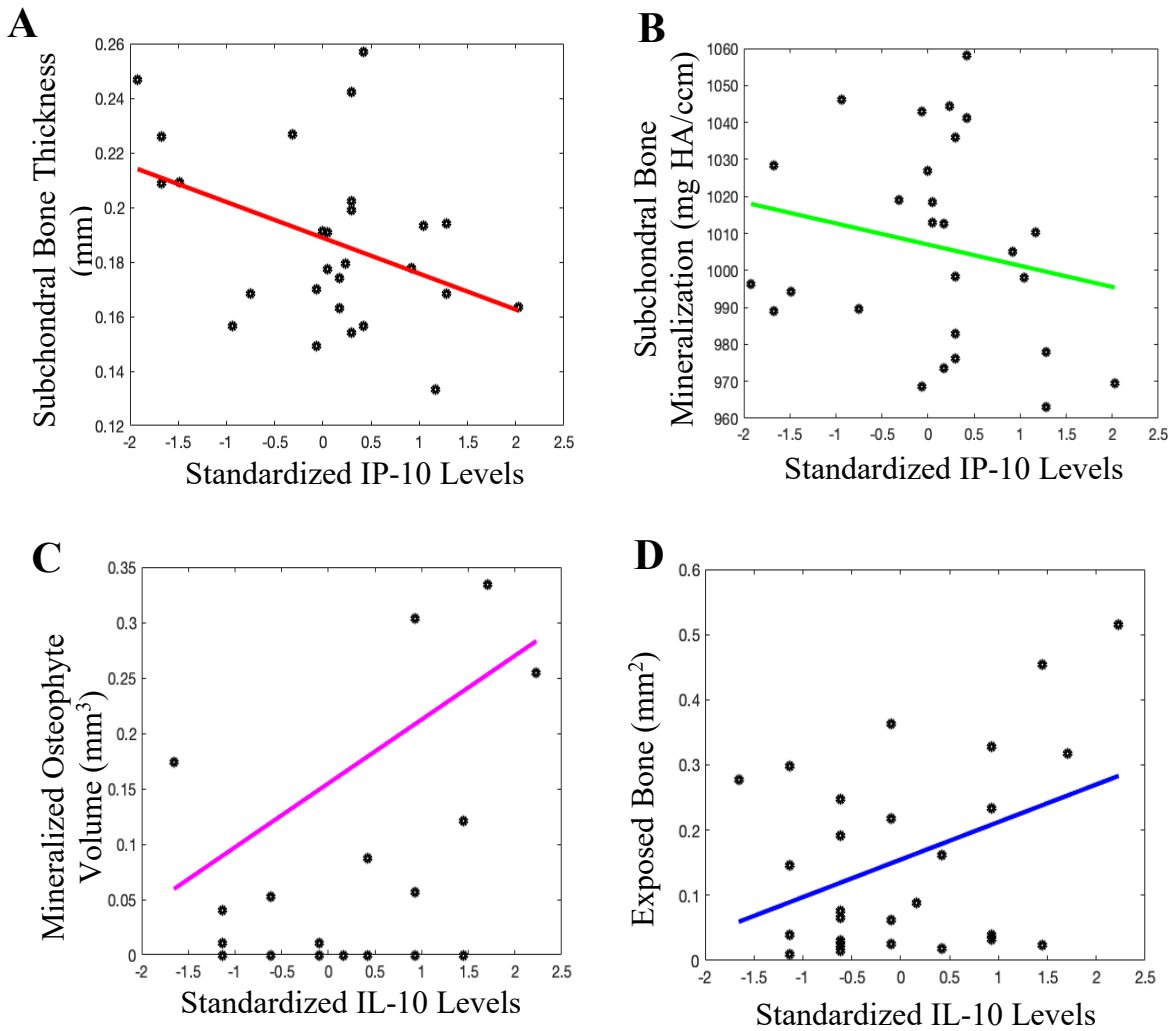 A
Subchondral Bone Thickness
(mm)
0.26
0.24
0.22
0.2
0.18
0.16
0.14
0.12
-2 -1.5 -1 -0.5 0 0.5 1 1.5 2 2.5
Standardized IP-10 Levels
B
Subchondral Bone
Mineralization (mg HA/ccm)
1060
1050
1040
1030
1020
1010
1000
990
980
970
960
-2 -1.5 -1 -0.5 0 0.5 1 1.5 2 2.5
Standardized IP-10 Levels
C
Mineralized Osteophyte
Volume (mm³)
0.35
0.3
0.25
0.2
0.15
0.1
0.05
0
-2 -1.5 -1 -0.5 0 0.5 1 1.5 2 2.5
Standardized IL-10 Levels
D
Exposed Bone (mm²)
0.6
0.5
0.4
0.3
0.2
0.1
0
-2 -1.5 -1 -0.5 0 0.5 1 1.5 2 2.5
Standardized IL-10 Levels